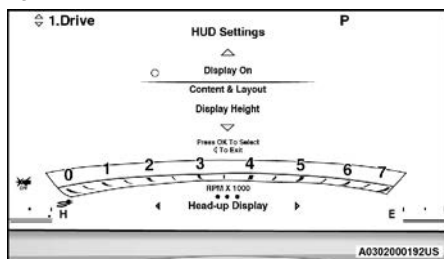 1.Drive
P
HUD Settings
Display On
Content & Layout
Display Height
Press OK To Select
To Exit
0 1 2 3 4 5 6 7
RPM X 1000
H
Head-up Display
E
A0302000192US